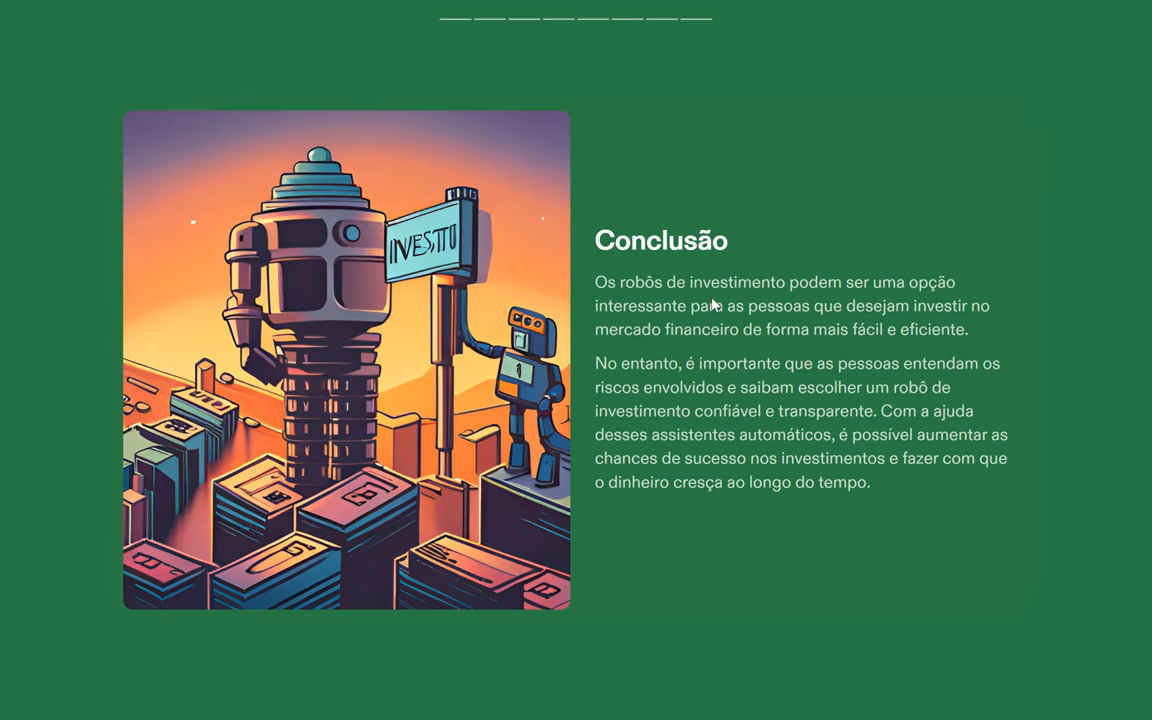 INVESTTO
Conclusão
Os robôs de investimento podem ser uma opção
interessante para as pessoas que desejam investir no
mercado financeiro de forma mais fácil e eficiente.
No entanto, é importante que as pessoas entendam os
riscos envolvidos e saibam escolher um robô de
investimento confiável e transparente. Com a ajuda
desses assistentes automáticos, é possível aumentar as
chances de sucesso nos investimentos e fazer com que
o dinheiro cresça ao longo do tempo.